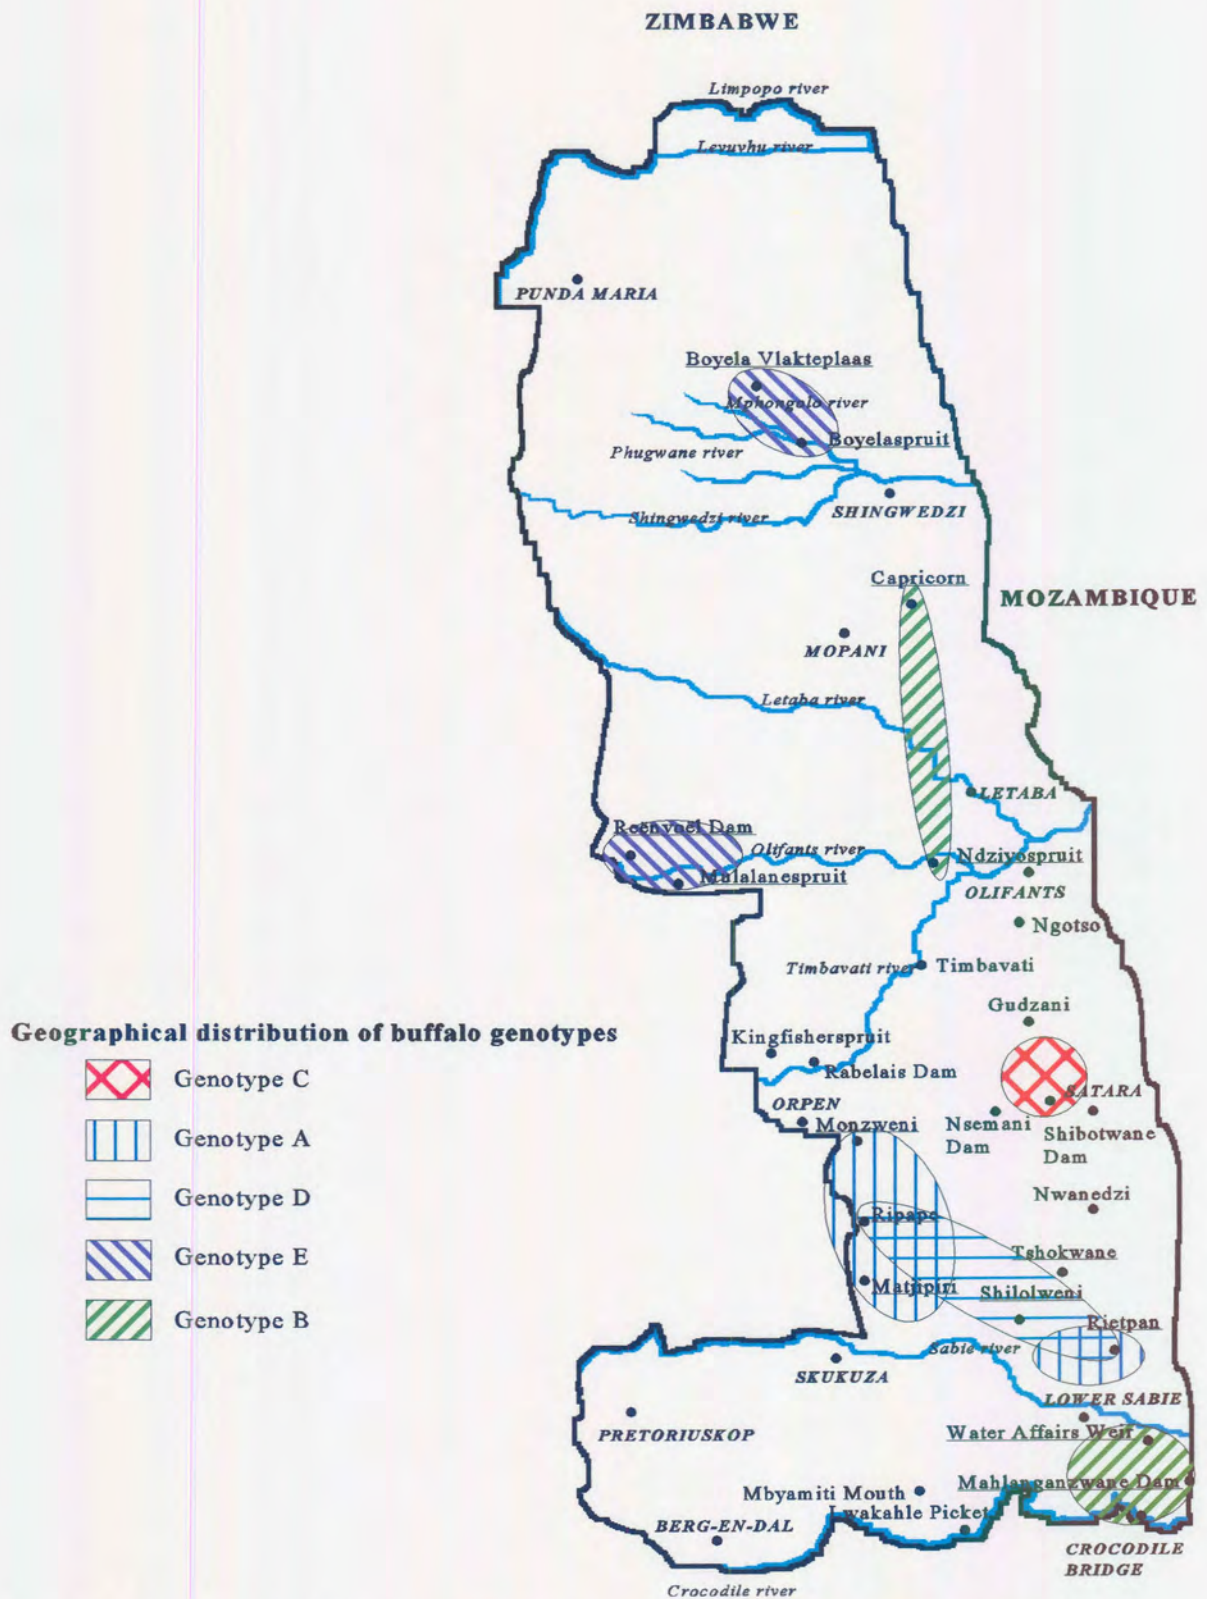 ZIMBABWE
Limpopo river
Levuvhu river
PUNDA MARIA
Boyela Vlakteplaas
Mphongolo river
Boyelaspruit
Phugwane river
SHINGWEDZI
Shingwedzi river
Capricorn
MOZAMBIQUE
MOPANI
Letaba river
LETABA
Reenvoel Dam
Olifants river
Ndziyospruit
Malalanespruit
OLIFANTS
Ngotso
Timbavati river
Timbavati
Gudzani
Geographical distribution of buffalo genotypes
Kingfisherspruit
Rabelais Dam
Genotype C
SATARA
ORPEN
Monzweni
Nsemani
Dam
Shibotwane
Dam
Genotype A
Nwanedzi
Genotype D
Ripape
Tshokwane
Genotype E
Matjipiri
Shilolweni
Genotype B
Rietpan
Sabie river
SKUKUZA
LOWER SABIE
PRETORIUSKOP
Water Affairs Weir
Mahlanganzwane Dam
Mbyamiti Mouth
Lwakahle Picket
BERG-EN-DAL
CROCODILE
BRIDGE
Crocodile river